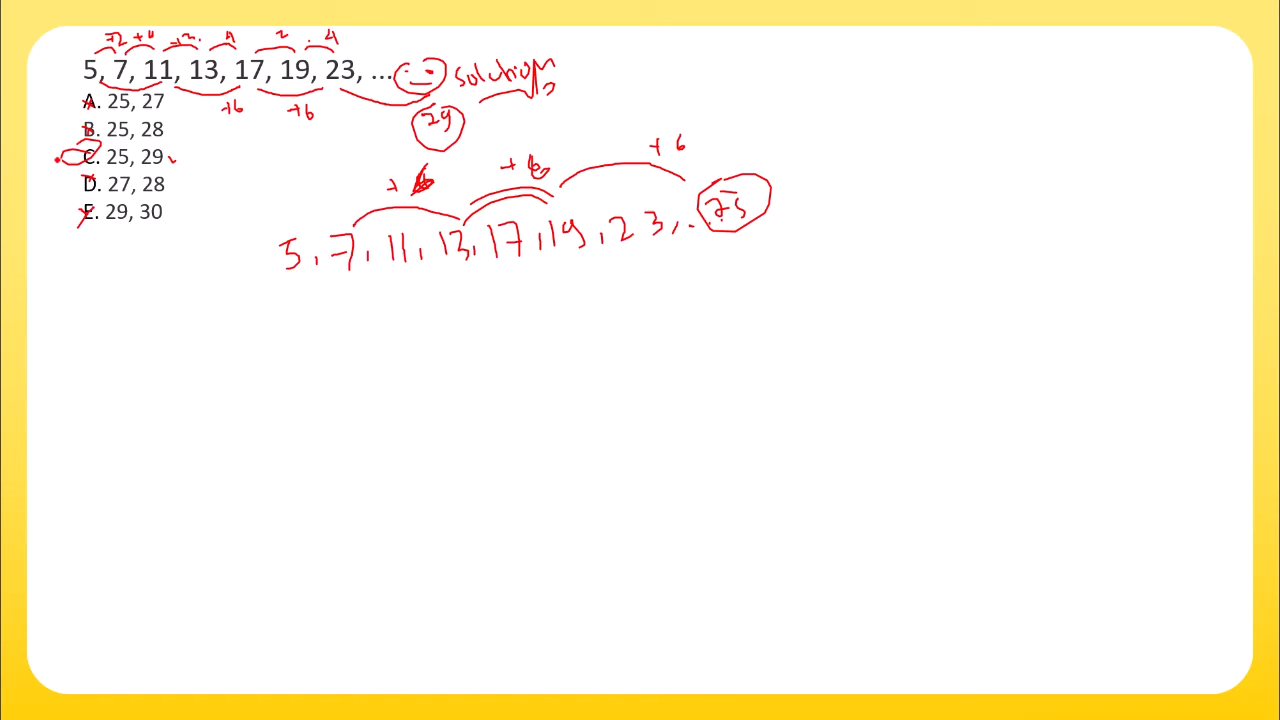 +2 +4 +2 4 2 4
5, 7, 11, 13, 17, 19, 23, ... solution
A. 25, 27
+6 +6
29
B. 25, 28
C. 25, 29
D. 27, 28
E. 29, 30
+ +6 +6
5, 7, 11, 13, 17, 19, 23, .. 25